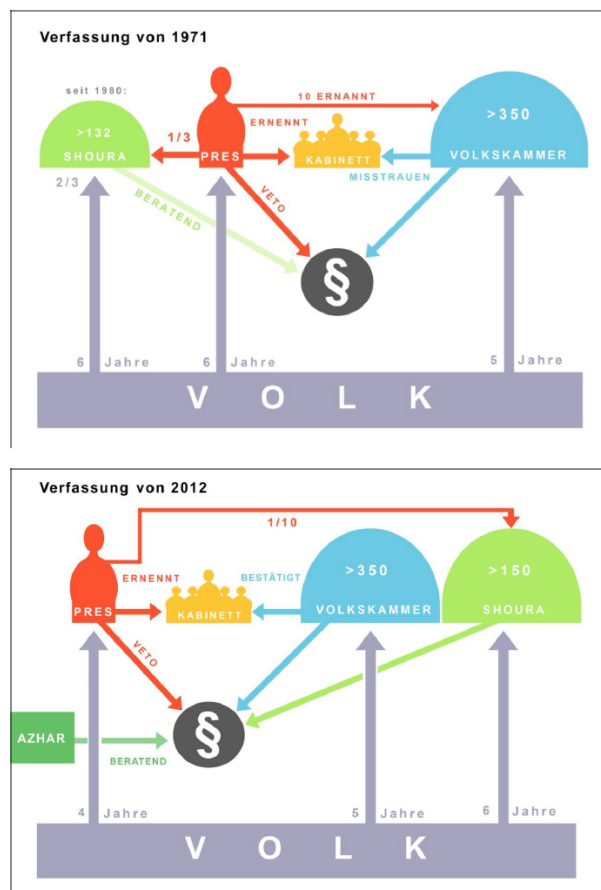 Verfassung von 1971
seit 1980:
>132
SHOURA
1/3
2/3
PRES
10 ERNANNT
ERNENNT
KABINETT
>350
VOLKSKAMMER
MISSTRAUEN
VETO
BERATEND
§
6 Jahre
6 Jahre
5 Jahre
VOLK
Verfassung von 2012
1/10
PRES
ERNENNT
KABINETT
BESTÄTIGT
>350
VOLKSKAMMER
>150
SHOURA
VETO
AZHAR
BERATEND
§
4 Jahre
5 Jahre
6 Jahre
VOLK